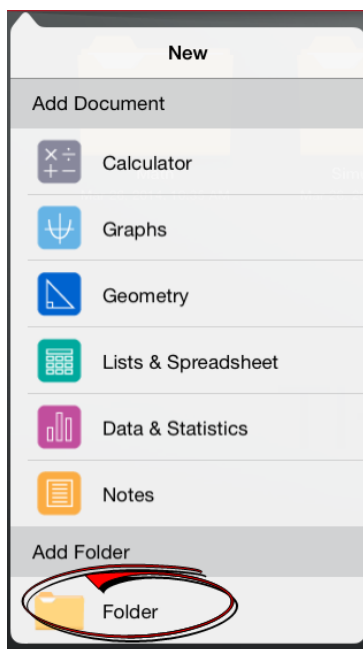 New
Add Document
Calculator
Graphs
Geometry
Lists & Spreadsheet
Data & Statistics
Notes
Add Folder
Folder